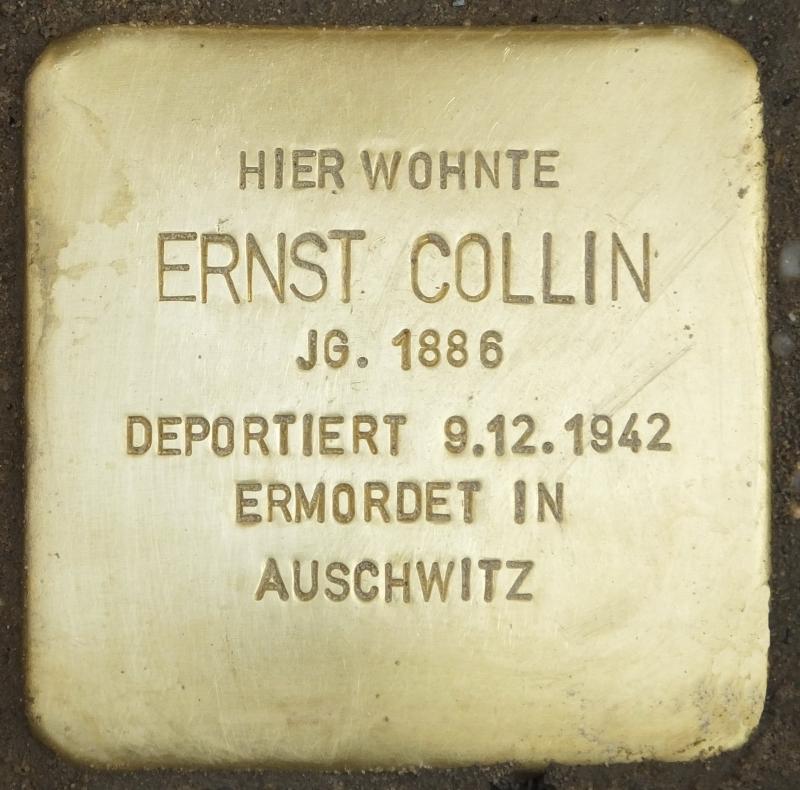 HIER WOHNTE
ERNST COLLIN
JG. 1886
DEPORTIERT 9.12.1942
ERMORDET IN
AUSCHWITZ